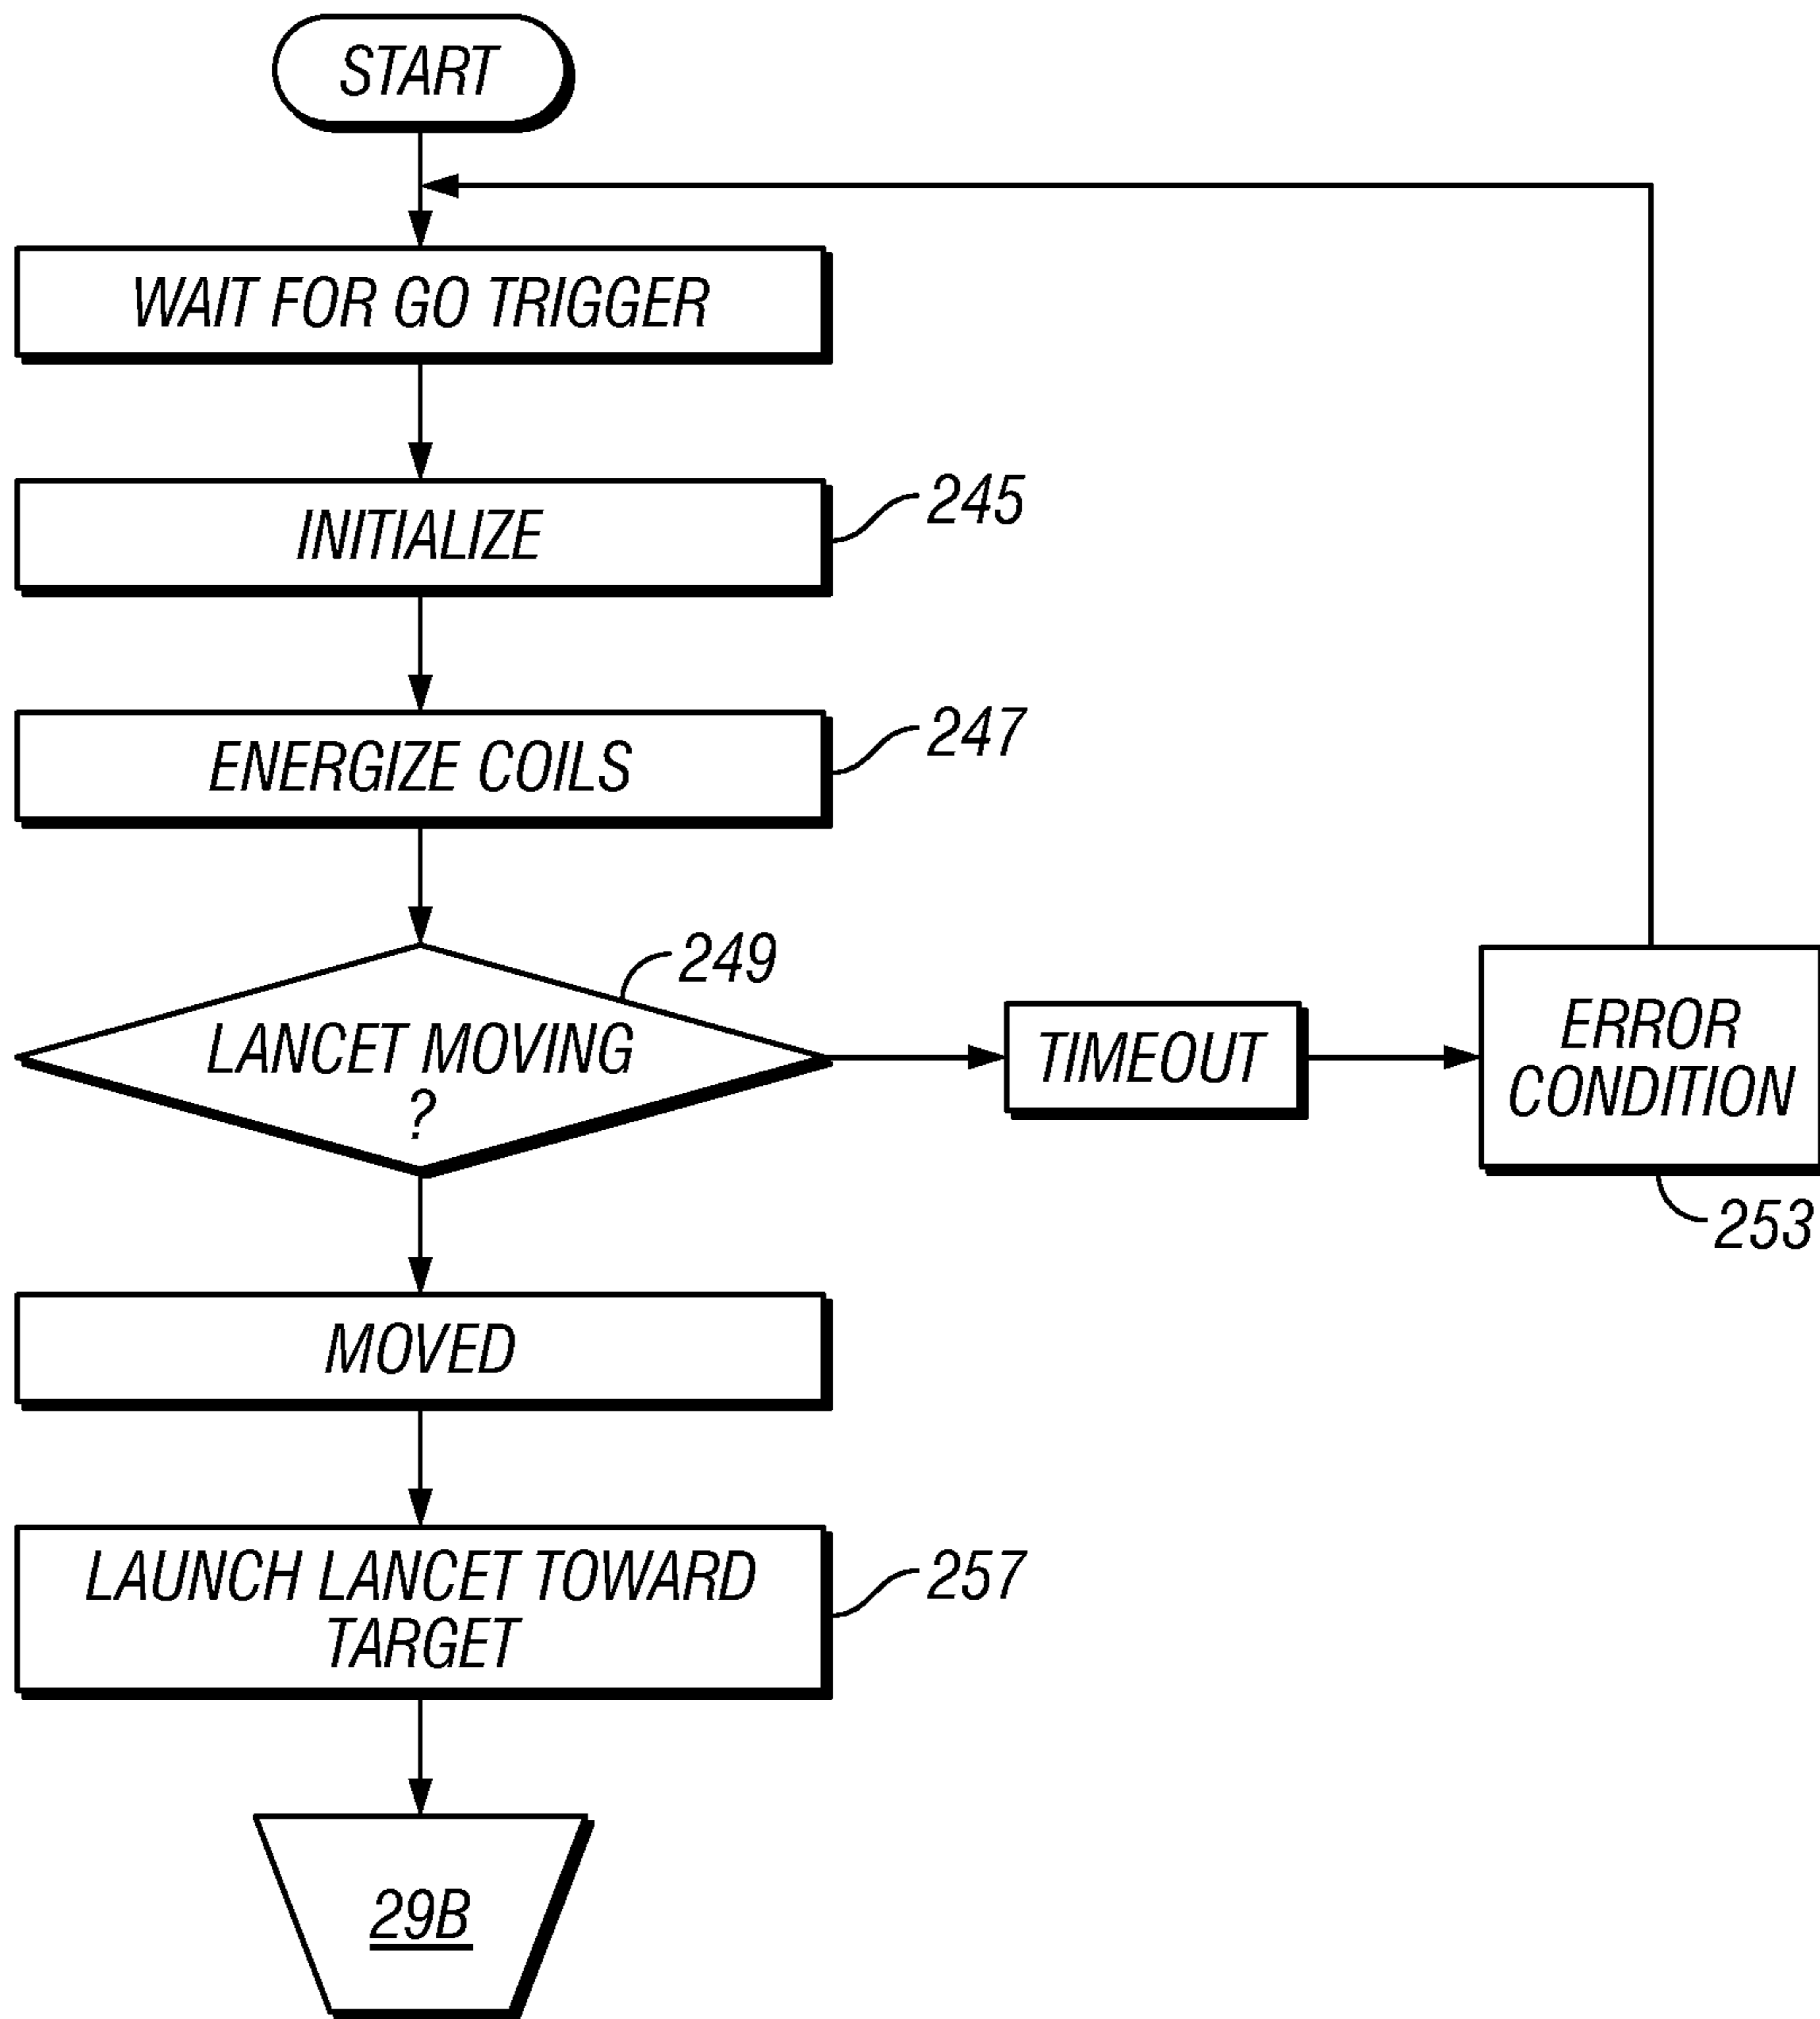 START
WAIT FOR GO TRIGGER
INITIALIZE
245
ENERGIZE COILS
247
249
LANCET MOVING
?
TIMEOUT
ERROR
CONDITION
253
MOVED
LAUNCH LANCET TOWARD
TARGET
257
29B